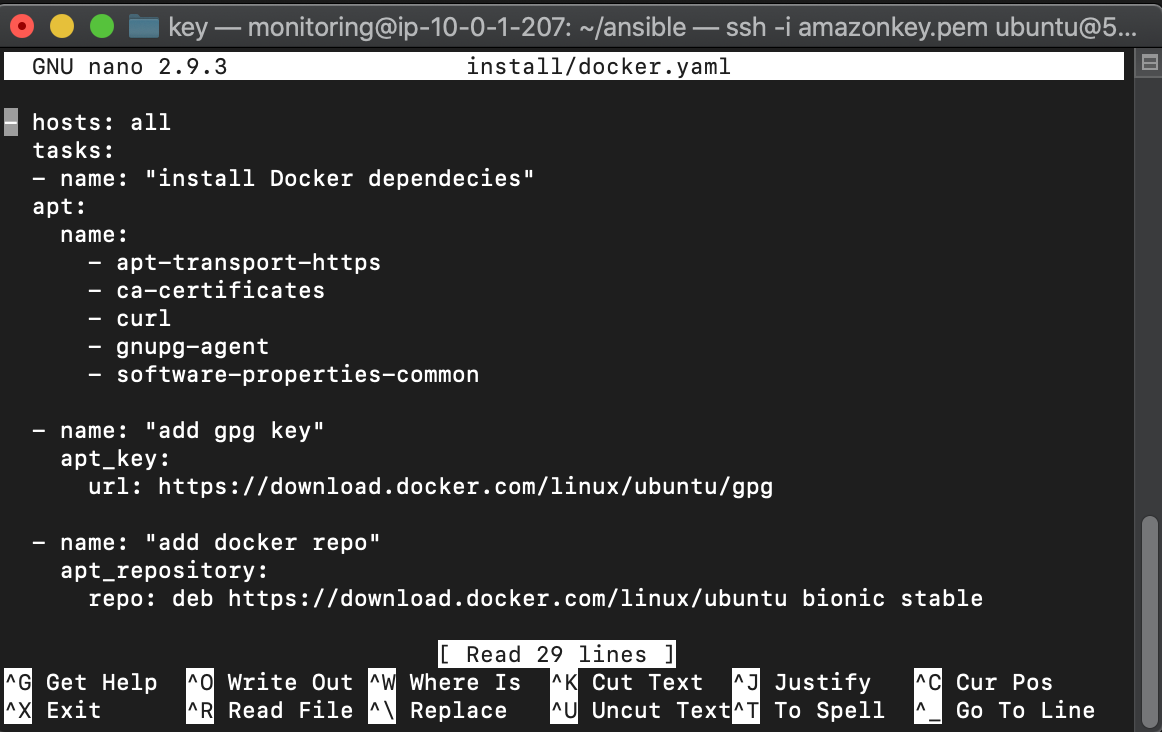 key — monitoring@ip-10-0-1-207: ~/ansible — ssh -i amazonkey.pem ubuntu@5...
GNU nano 2.9.3 install/docker.yaml
- hosts: all
  tasks:
  - name: "install Docker dependecies"
  apt:
    name:
      - apt-transport-https
      - ca-certificates
      - curl
      - gnupg-agent
      - software-properties-common
  - name: "add gpg key"
    apt_key:
      url: https://download.docker.com/linux/ubuntu/gpg
  - name: "add docker repo"
    apt_repository:
      repo: deb https://download.docker.com/linux/ubuntu bionic stable
[ Read 29 lines ]
^G Get Help ^O Write Out ^W Where Is ^K Cut Text ^J Justify ^C Cur Pos
^X Exit ^R Read File ^\ Replace ^U Uncut Text ^T To Spell ^_ Go To Line